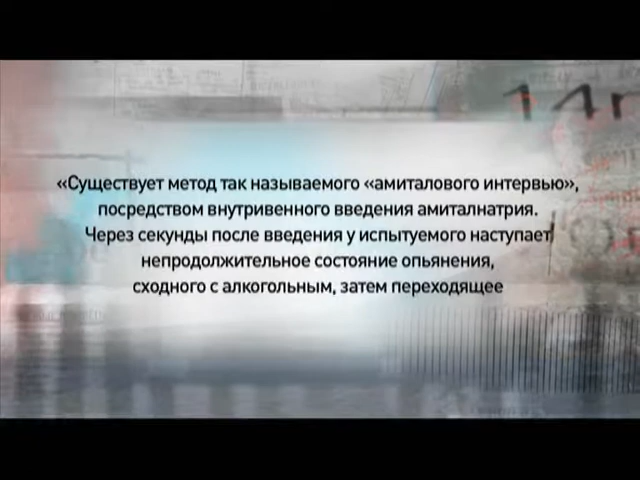 «Существует метод так называемого «амиталового интервью»,
посредством внутривенного введения амиталнатрия.
Через секунды после введения у испытуемого наступает
непродолжительное состояние опьянения,
сходного с алкогольным, затем переходящее